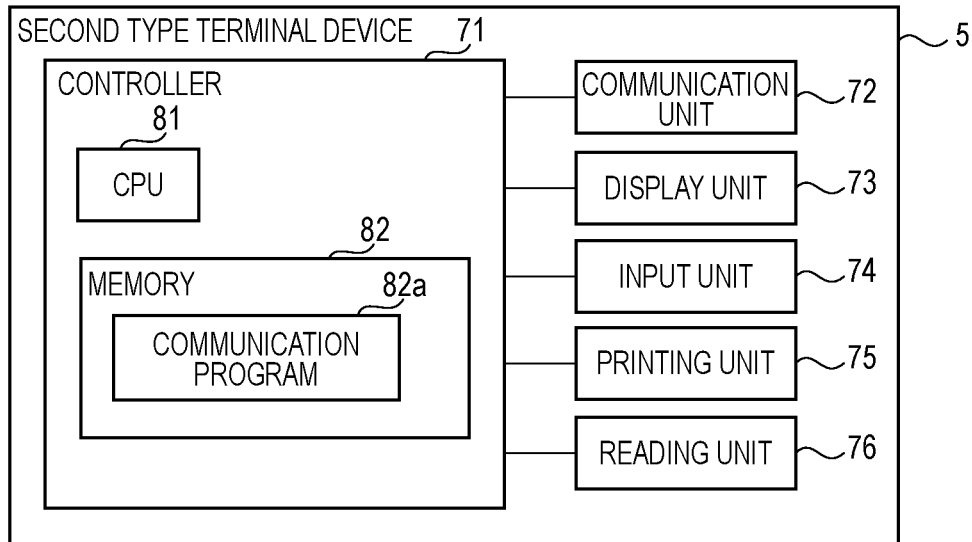 SECOND TYPE TERMINAL DEVICE
5
71
CONTROLLER
81
CPU
82
MEMORY
82a
COMMUNICATION
PROGRAM
COMMUNICATION
UNIT
72
DISPLAY UNIT
73
INPUT UNIT
74
PRINTING UNIT
75
READING UNIT
76